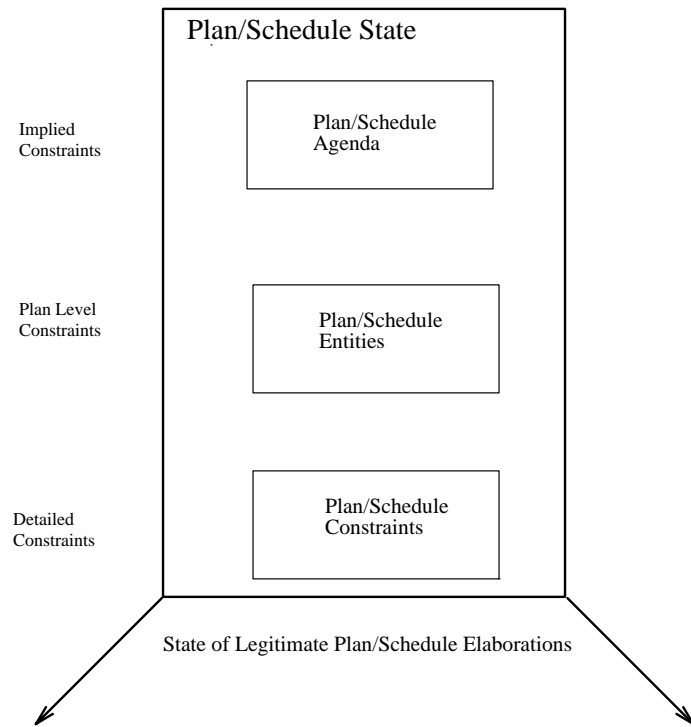 Plan/Schedule State
Implied
Constraints
Plan/Schedule
Agenda
Plan Level
Constraints
Plan/Schedule
Entities
Detailed
Constraints
Plan/Schedule
Constraints
State of Legitimate Plan/Schedule Elaborations